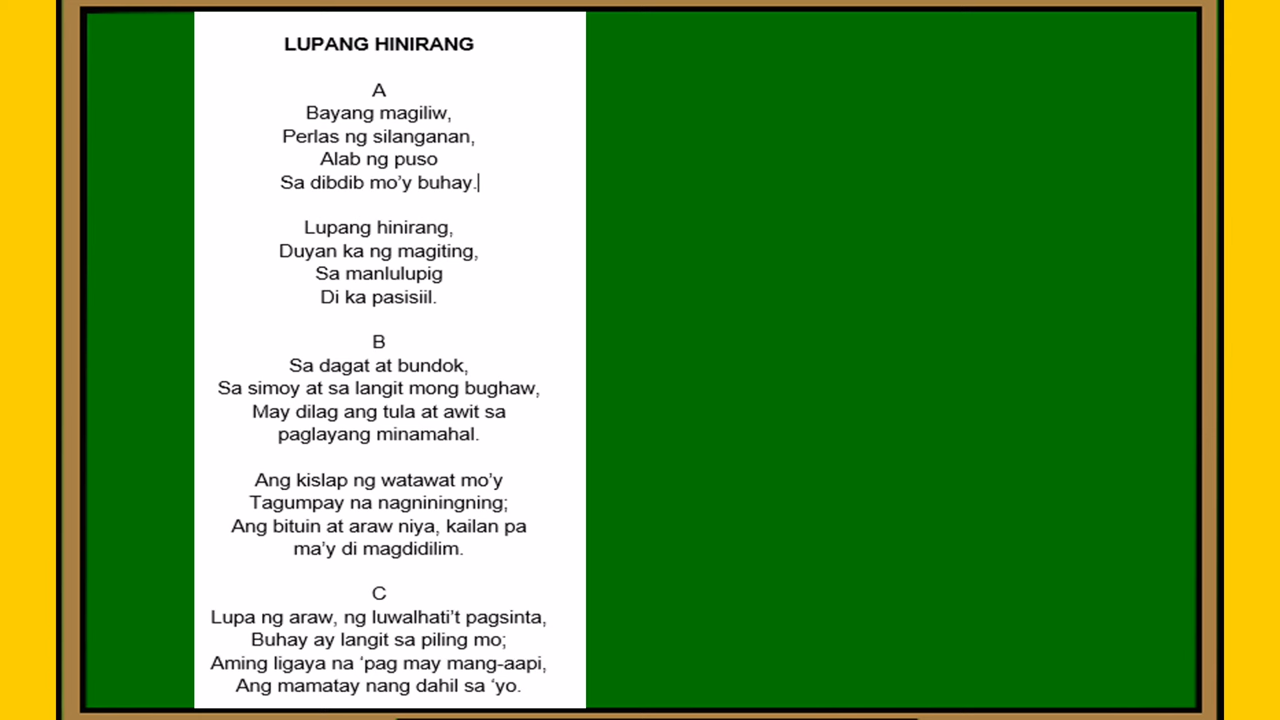 LUPANG HINIRANG
A
Bayang magiliw,
Perlas ng silanganan,
Alab ng puso
Sa dibdib mo’y buhay.
Lupang hinirang,
Duyan ka ng magiting,
Sa manlulupig
Di ka pasisiil.
B
Sa dagat at bundok,
Sa simoy at sa langit mong bughaw,
May dilag ang tula at awit sa
paglayang minamahal.
Ang kislap ng watawat mo’y
Tagumpay na nagniningning;
Ang bituin at araw niya, kailan pa
ma’y di magdidilim.
C
Lupa ng araw, ng luwalhati’t pagsinta,
Buhay ay langit sa piling mo;
Aming ligaya na ‘pag may mang-aapi,
Ang mamatay nang dahil sa ‘yo.